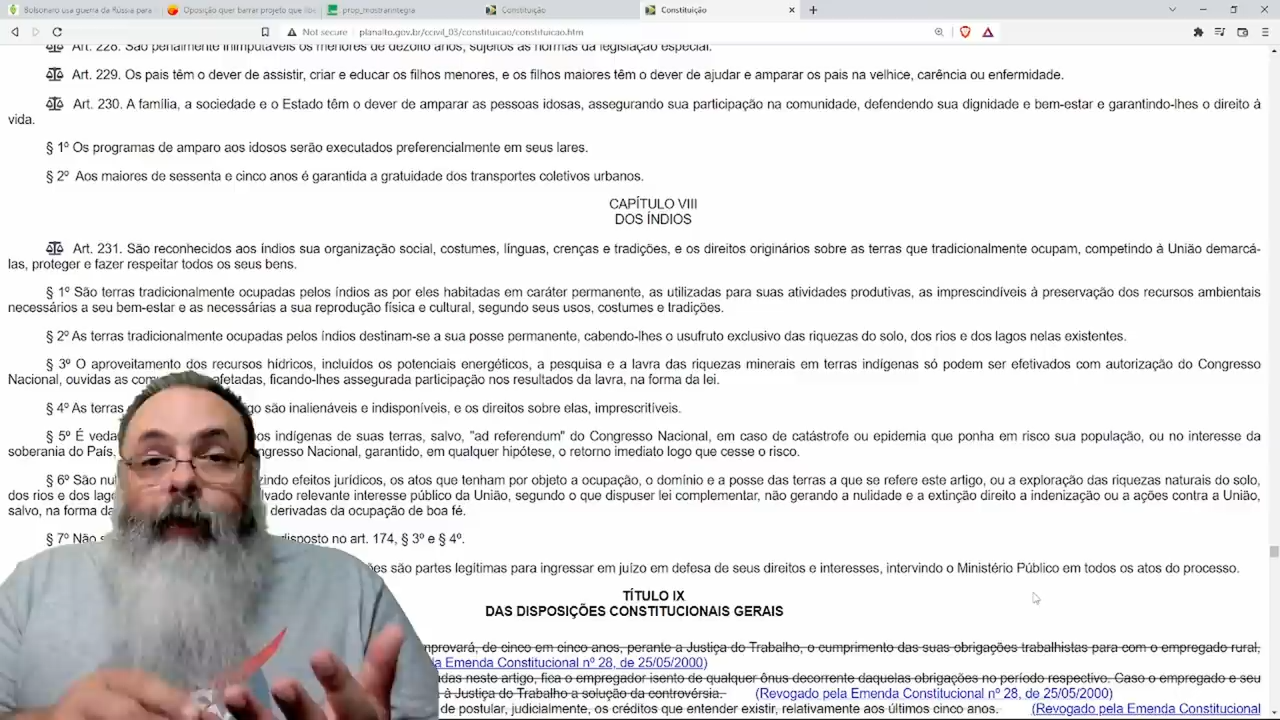 Bolsonaro usa guerra da Rússia para
Oposição quer barrar projeto que
prop_mostrarintegra
Constituição
Constituição
Not secure
planalto.gov.br/ccivil_03/constituicao/constituicao.htm
Art. 228. São penalmente inimputáveis os menores de dezoito anos, sujeitos às normas da legislação especial.
Art. 229. Os pais têm o dever de assistir, criar e educar os filhos menores, e os filhos maiores têm o dever de ajudar e amparar os pais na velhice, carência ou enfermidade.
Art. 230. A família, a sociedade e o Estado têm o dever de amparar as pessoas idosas, assegurando sua participação na comunidade, defendendo sua dignidade e bem-estar e garantindo-lhes o direito à
vida.
§ 1º Os programas de amparo aos idosos serão executados preferencialmente em seus lares.
§ 2º Aos maiores de sessenta e cinco anos é garantida a gratuidade dos transportes coletivos urbanos.
CAPÍTULO VIII
DOS ÍNDIOS
Art. 231. São reconhecidos aos índios sua organização social, costumes, línguas, crenças e tradições, e os direitos originários sobre as terras que tradicionalmente ocupam, competindo à União demarcá-
las, proteger e fazer respeitar todos os seus bens.
§ 1º São terras tradicionalmente ocupadas pelos índios as por eles habitadas em caráter permanente, as utilizadas para suas atividades produtivas, as imprescindíveis à preservação dos recursos ambientais
necessários a seu bem-estar e as necessárias a sua reprodução física e cultural, segundo seus usos, costumes e tradições.
§ 2º As terras tradicionalmente ocupadas pelos índios destinam-se a sua posse permanente, cabendo-lhes o usufruto exclusivo das riquezas do solo, dos rios e dos lagos nelas existentes.
§ 3º O aproveitamento dos recursos hídricos, incluídos os potenciais energéticos, a pesquisa e a lavra das riquezas minerais em terras indígenas só podem ser efetivados com autorização do Congresso
Nacional, ouvidas as afetadas, ficando-lhes assegurada participação nos resultados da lavra, na forma da lei.
§ 4º As terras go são inalienáveis e indisponíveis, e os direitos sobre elas, imprescritíveis.
§ 5º É indígenas de suas terras, salvo, "ad referendum" do Congresso Nacional, em caso de catástrofe ou epidemia que ponha em risco sua população, ou no interesse da
soberania do País, ngresso Nacional, garantido, em qualquer hipótese, o retorno imediato logo que cesse o risco.
§ 6º São zindo efeitos jurídicos, os atos que tenham por objeto a ocupação, o domínio e a posse das terras a que se refere este artigo, ou a exploração das riquezas naturais do solo,
dos rios e dos vado relevante interesse público da União, segundo o que dispuser lei complementar, não gerando a nulidade e a extinção direito a indenização ou a ações contra a União,
salvo, na forma derivadas da ocupação de boa fé.
§ 7º Não disposto no art. 174, § 3º e § 4º.
ões são partes legítimas para ingressar em juízo em defesa de seus direitos e interesses, intervindo o Ministério Público em todos os atos do processo.
TÍTULO IX
DAS DISPOSIÇÕES CONSTITUCIONAIS GERAIS
mprovará, de cinco em cinco anos, perante a Justiça do Trabalho, o cumprimento das suas obrigações trabalhistas para com o empregado rural,
la Emenda Constitucional nº 28, de 25/05/2000)
das neste artigo, fica o empregador isento de qualquer ônus decorrente daquelas obrigações no período respectivo. Caso o empregado e seu
à Justiça do Trabalho a solução da controvérsia. (Revogado pela Emenda Constitucional nº 28, de 25/05/2000)
de postular, judicialmente, os créditos que entender existir, relativamente aos últimos cinco anos. (Revogado pela Emenda Constitucional